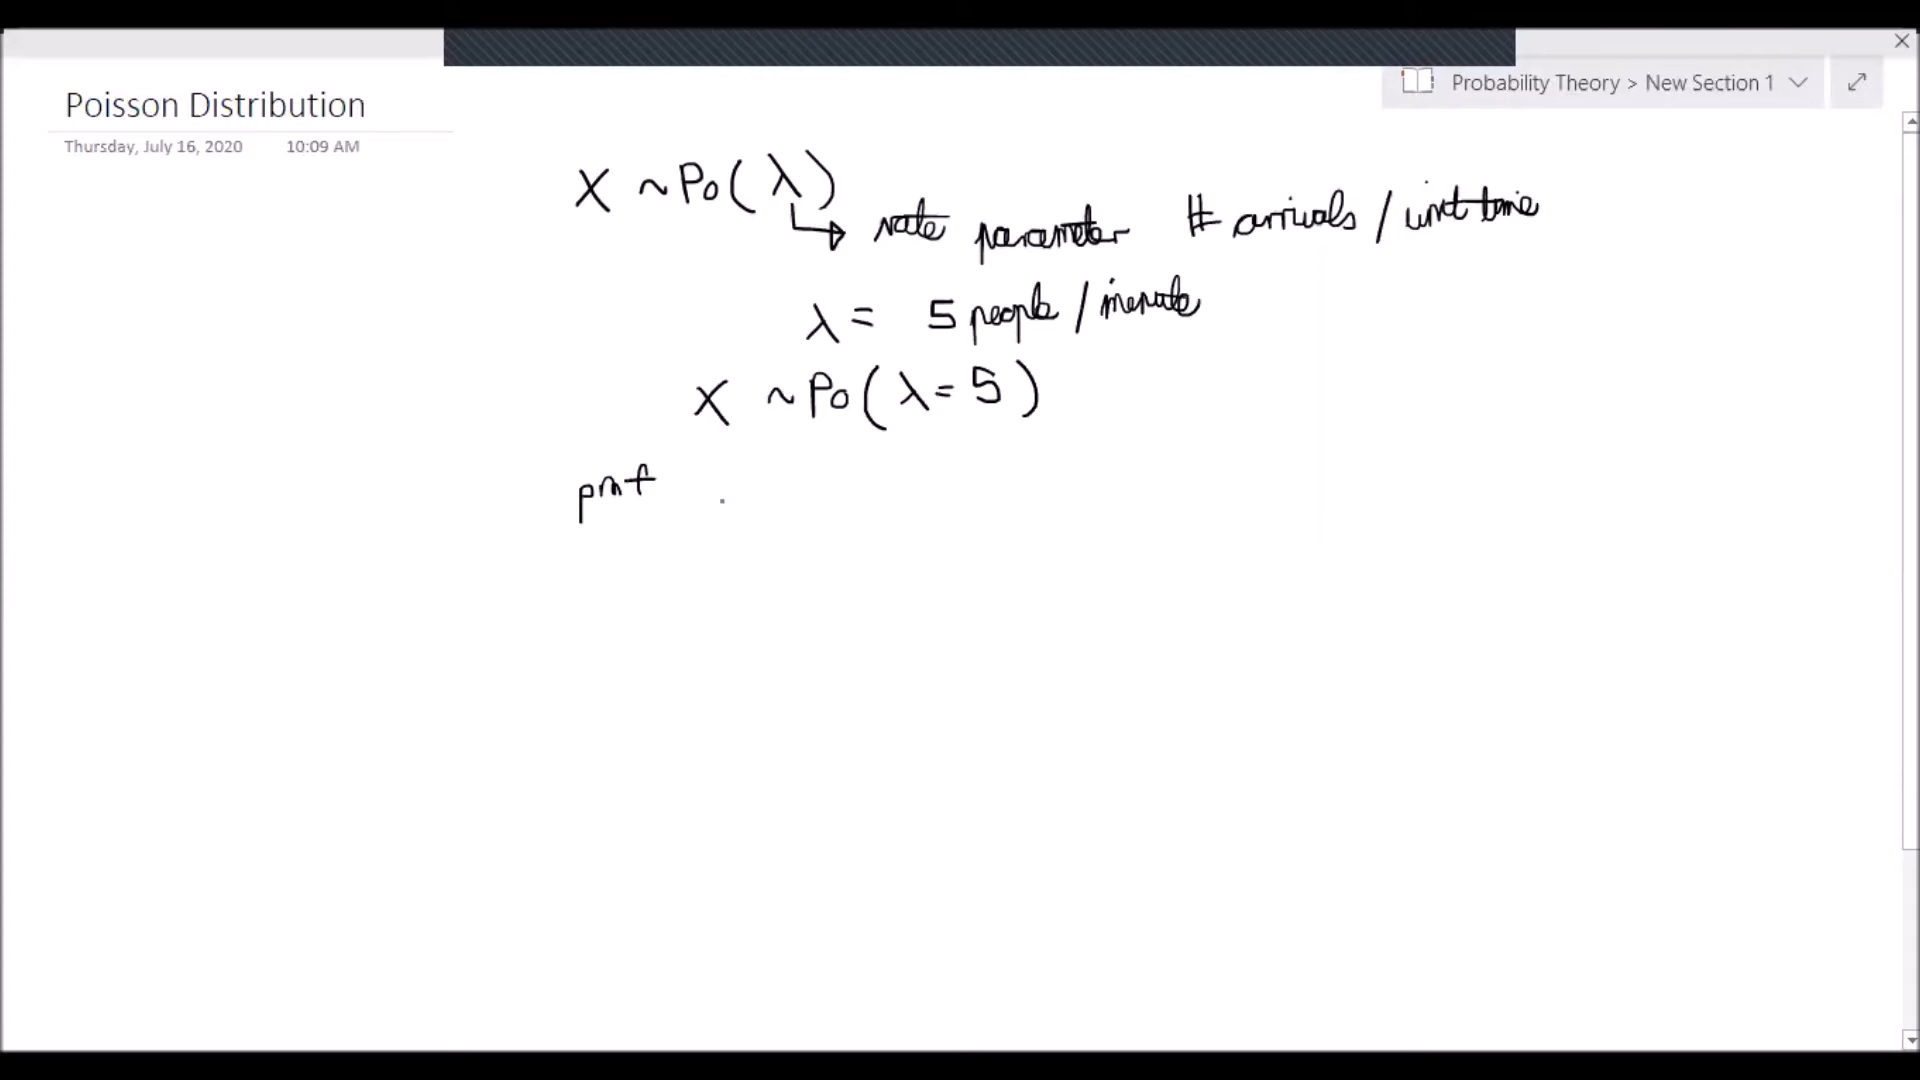 Probability Theory > New Section 1
Poisson Distribution
Thursday, July 16, 2020 10:09 AM
X ~ Po(λ)
rate parameter # arrivals / unit time
λ = 5 people / minute
X ~ Po(λ = 5)
pmf